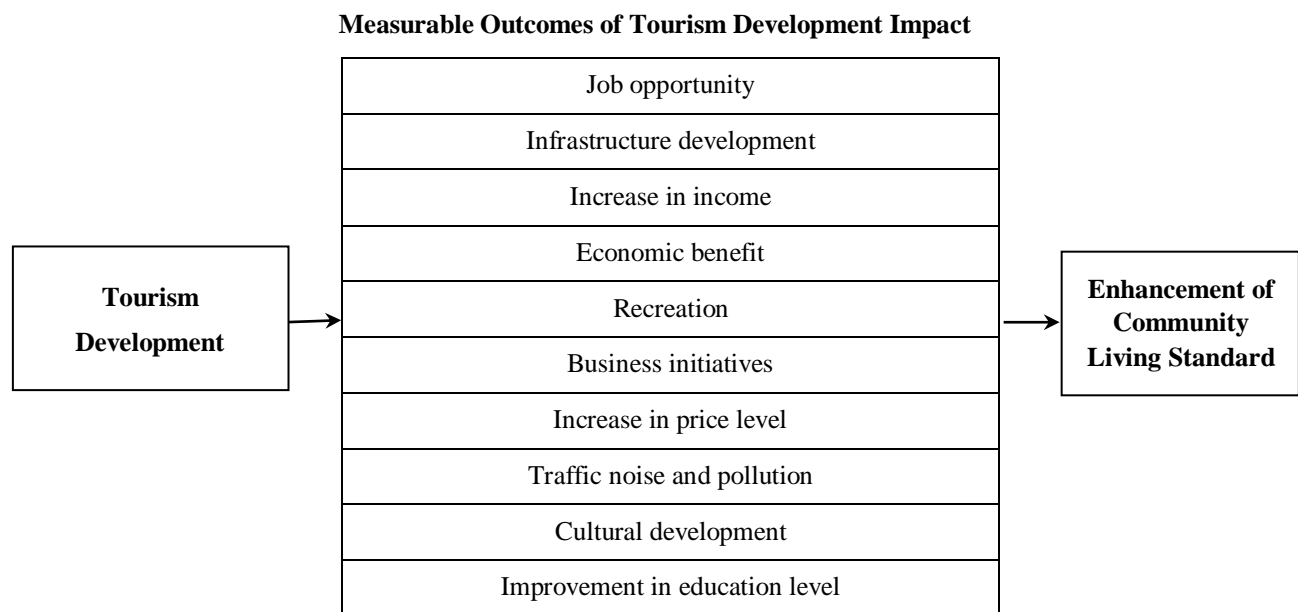 Measurable Outcomes of Tourism Development Impact
Job opportunity
Infrastructure development
Increase in income
Economic benefit
Recreation
Business initiatives
Increase in price level
Traffic noise and pollution
Cultural development
Improvement in education level
Tourism
Development
Enhancement of
Community
Living Standard